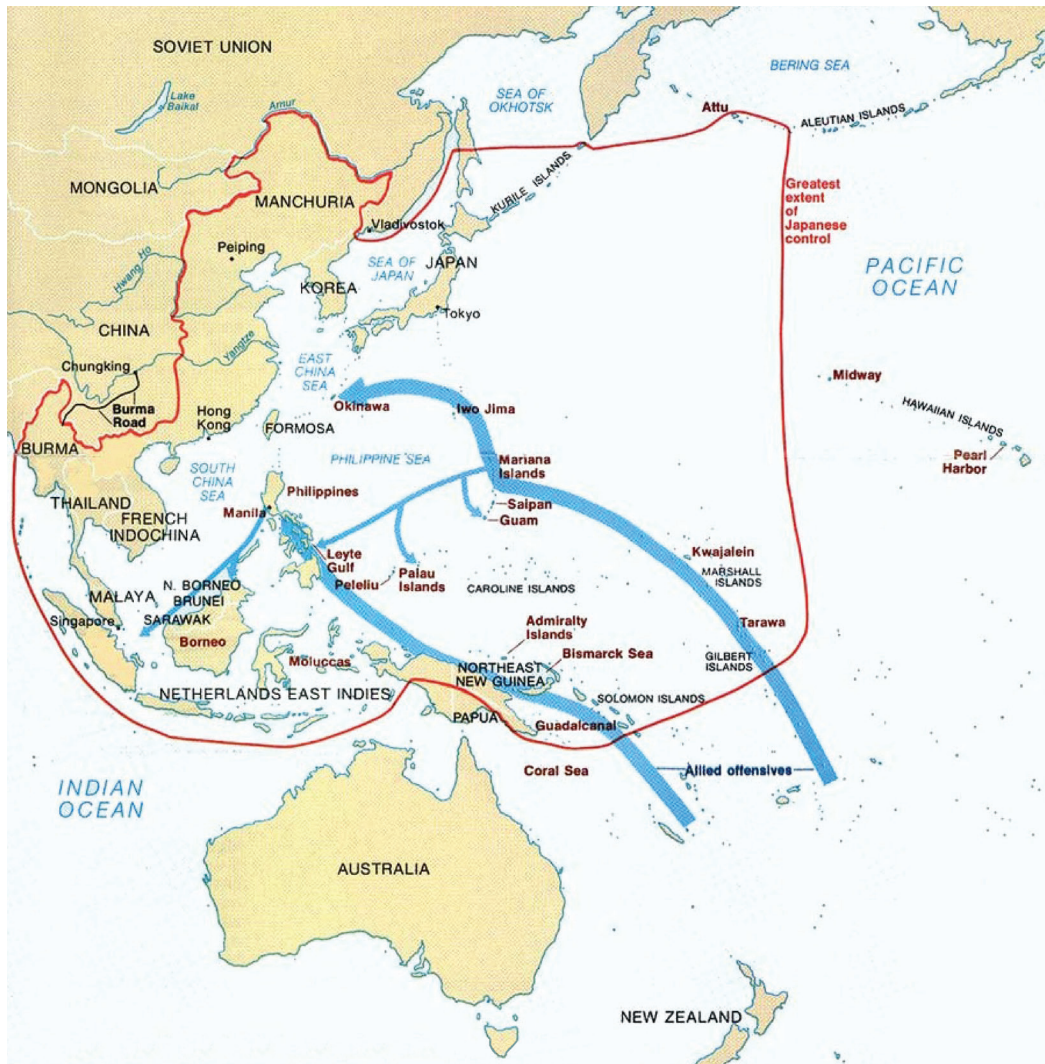 SOVIET UNION
BERING SEA
Lake
Baikal
Amur
SEA OF
OKHOTSK
Attu
ALEUTIAN ISLANDS
MONGOLIA
MANCHURIA
KURILE ISLANDS
Greatest
extent
of
Japanese
control
Vladivostok
Peiping
SEA OF
JAPAN
JAPAN
PACIFIC
OCEAN
Hwang Ho
KOREA
Tokyo
CHINA
Yangtze
Chungking
EAST
CHINA
SEA
Midway
Burma
Road
Hong
Kong
Okinawa
Iwo Jima
HAWAIIAN ISLANDS
FORMOSA
BURMA
Pearl
Harbor
PHILIPPINE SEA
Mariana
Islands
SOUTH
CHINA
SEA
Philippines
Saipan
THAILAND
Manila
Guam
FRENCH
INDOCHINA
Leyte
Gulf
Kwajalein
Peleliu
Palau
Islands
MARSHALL
ISLANDS
CAROLINE ISLANDS
N. BORNEO
BRUNEI
MALAYA
Singapore
SARAWAK
Tarawa
Admiralty
Islands
Borneo
Bismarck Sea
GILBERT
ISLANDS
Moluccas
NORTHEAST
NEW GUINEA
NETHERLANDS EAST INDIES
SOLOMON ISLANDS
PAPUA
Guadalcanal
Coral Sea
Allied offensives
INDIAN
OCEAN
AUSTRALIA
NEW ZEALAND